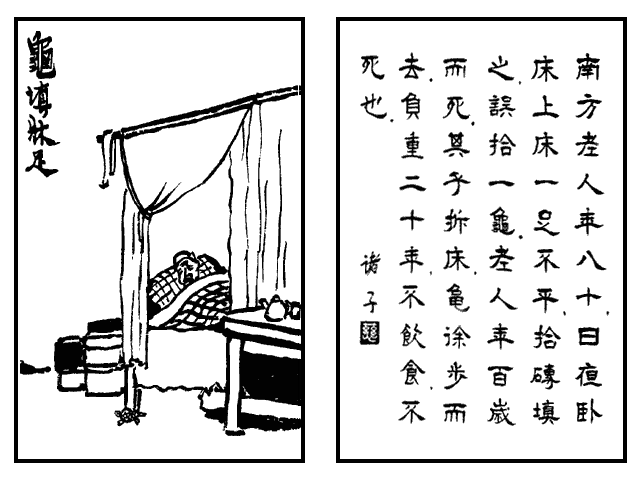 龜填牀足
南方老人年八十,日夜卧
床上床一足不平,拾磚填
之,誤拾一龜.老人年百歲
而死.其子拆床,亀徐步而
去.負重二十年,不飲食.不
死也.
諸子